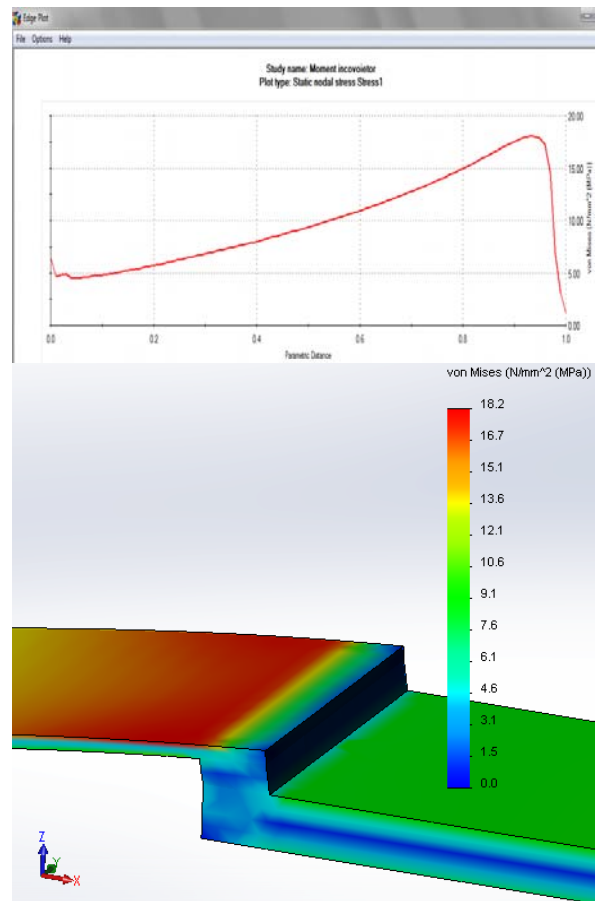 Edge Plot
File Options Help
Study name: Moment incovoietor
Plot type: Static nodal stress Stress1
20.00
15.00
10.00
5.00
0.00
von Mises (N/mm^2 (MPa))
0.0 0.2 0.4 0.6 0.8 1.0
Parametric Distance
von Mises (N/mm^2 (MPa))
18.2
16.7
15.1
13.6
12.1
10.6
9.1
7.6
6.1
4.6
3.1
1.5
0.0
Z
Y
X